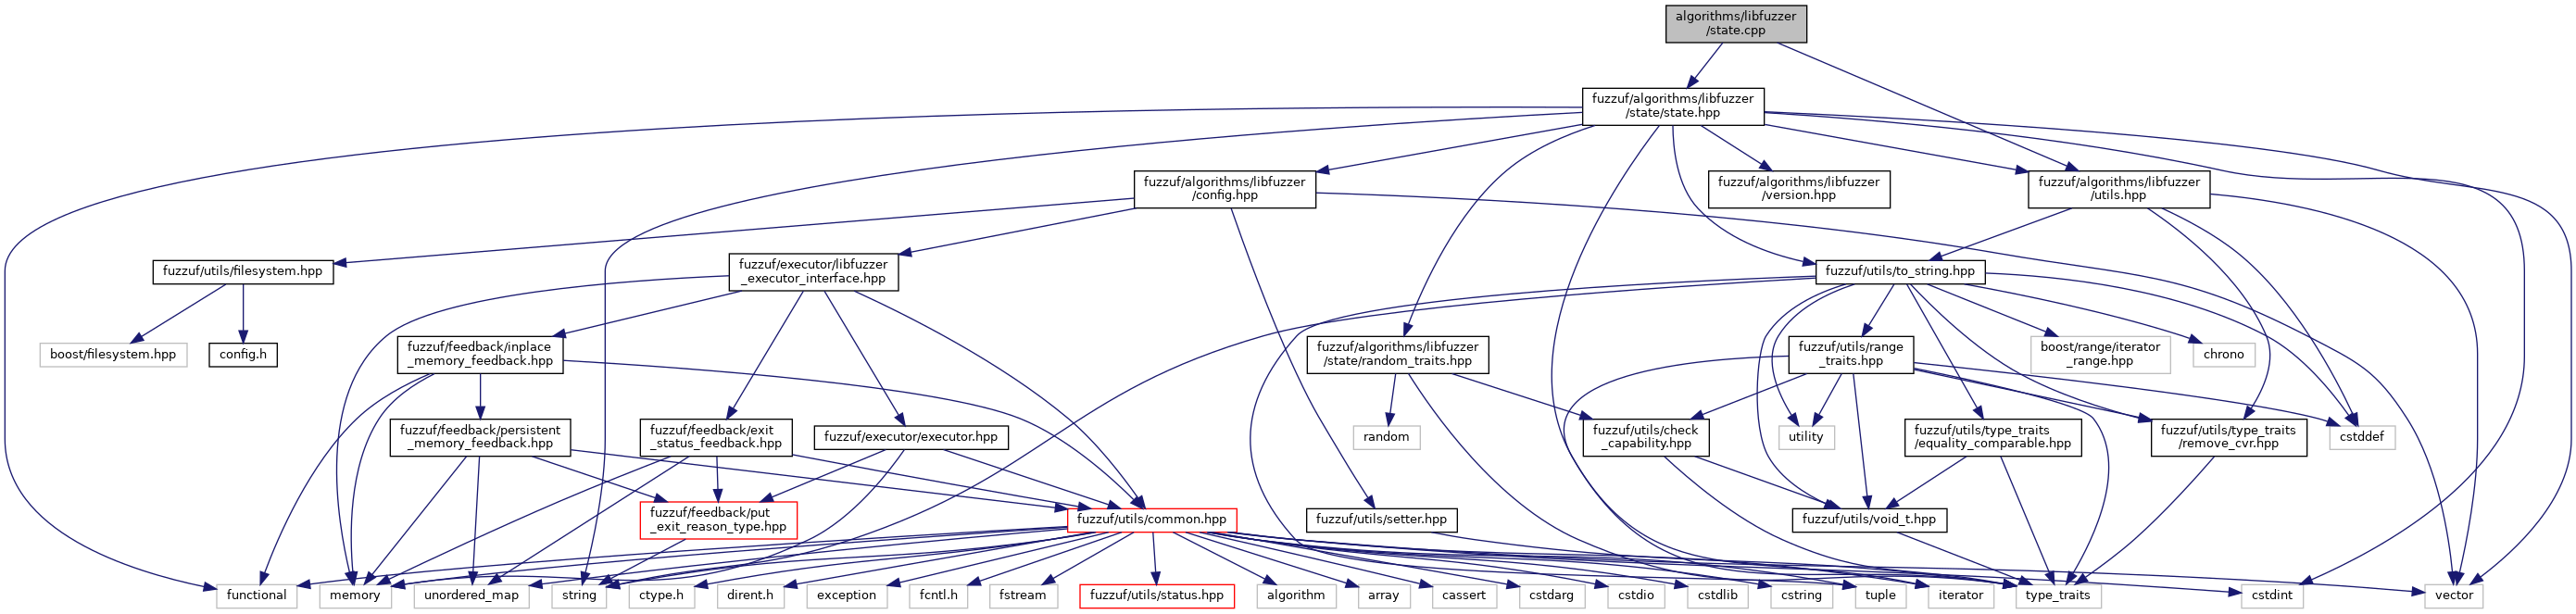 algorithms/libfuzzer
/state.cpp
fuzzuf/algorithms/libfuzzer
/state/state.hpp
fuzzuf/algorithms/libfuzzer
/config.hpp
fuzzuf/algorithms/libfuzzer
/version.hpp
fuzzuf/algorithms/libfuzzer
/utils.hpp
fuzzuf/utils/filesystem.hpp
fuzzuf/executor/libfuzzer
_executor_interface.hpp
fuzzuf/utils/to_string.hpp
boost/filesystem.hpp
config.h
fuzzuf/feedback/inplace
_memory_feedback.hpp
fuzzuf/algorithms/libfuzzer
/state/random_traits.hpp
fuzzuf/utils/range
_traits.hpp
boost/range/iterator
_range.hpp
chrono
fuzzuf/feedback/persistent
_memory_feedback.hpp
fuzzuf/feedback/exit
_status_feedback.hpp
fuzzuf/executor/executor.hpp
random
fuzzuf/utils/check
_capability.hpp
utility
fuzzuf/utils/type_traits
/equality_comparable.hpp
fuzzuf/utils/type_traits
/remove_cvr.hpp
cstddef
fuzzuf/feedback/put
_exit_reason_type.hpp
fuzzuf/utils/common.hpp
fuzzuf/utils/setter.hpp
fuzzuf/utils/void_t.hpp
functional
memory
unordered_map
string
ctype.h
dirent.h
exception
fcntl.h
fstream
fuzzuf/utils/status.hpp
algorithm
array
cassert
cstdarg
cstdio
cstdlib
cstring
tuple
iterator
type_traits
cstdint
vector